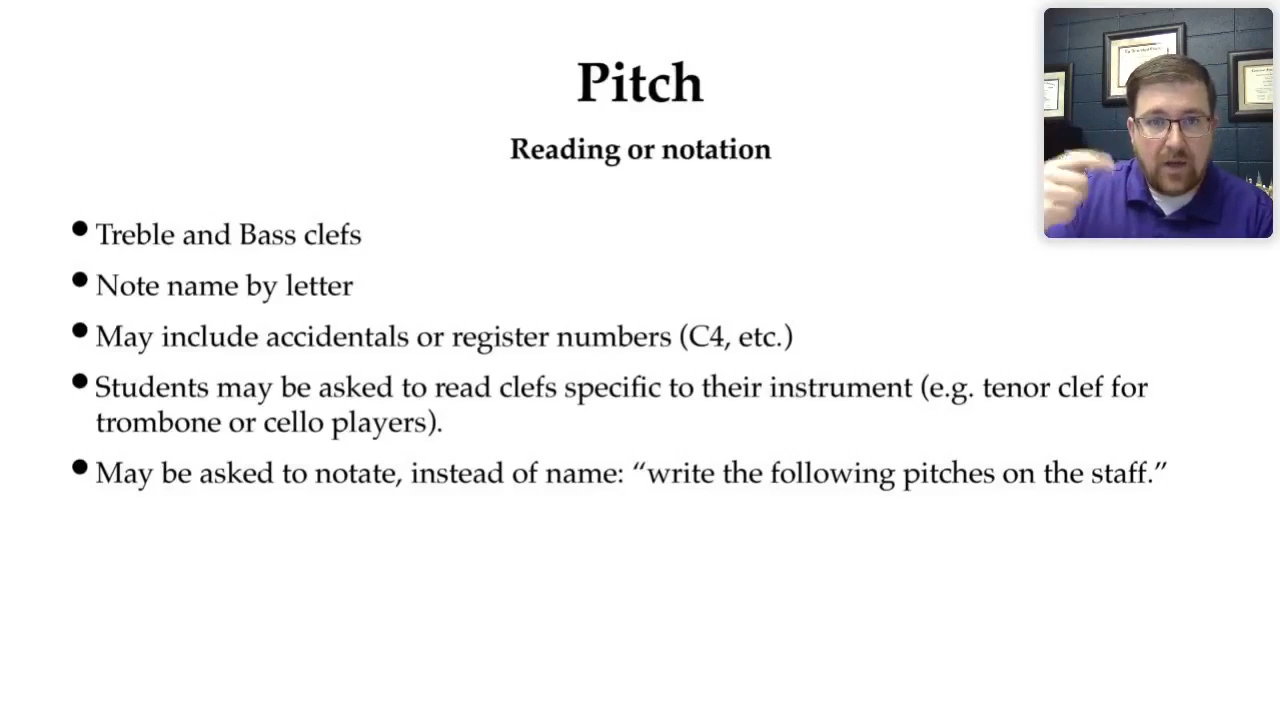 Pitch
Reading or notation
• Treble and Bass clefs
• Note name by letter
• May include accidentals or register numbers (C4, etc.)
• Students may be asked to read clefs specific to their instrument (e.g. tenor clef for
trombone or cello players).
• May be asked to notate, instead of name: “write the following pitches on the staff.”